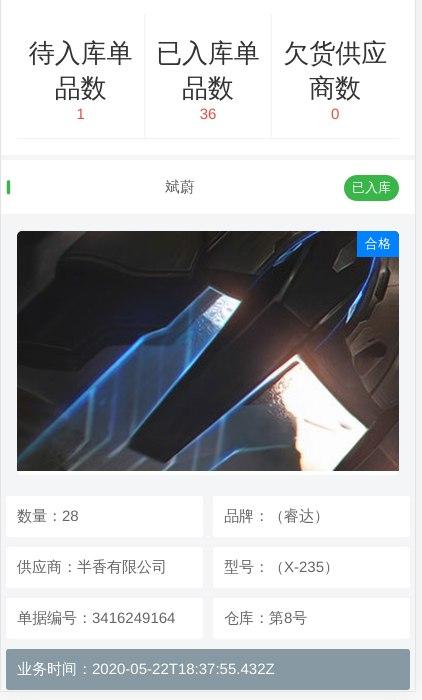 待入库单品数
已入库单品数
欠货供应商数
1
36
0
斌蔚
已入库
合格
数量：28
品牌：（睿达）
供应商：半香有限公司
型号：（X-235）
单据编号：3416249164
仓库：第8号
业务时间：2020-05-22T18:37:55.432Z